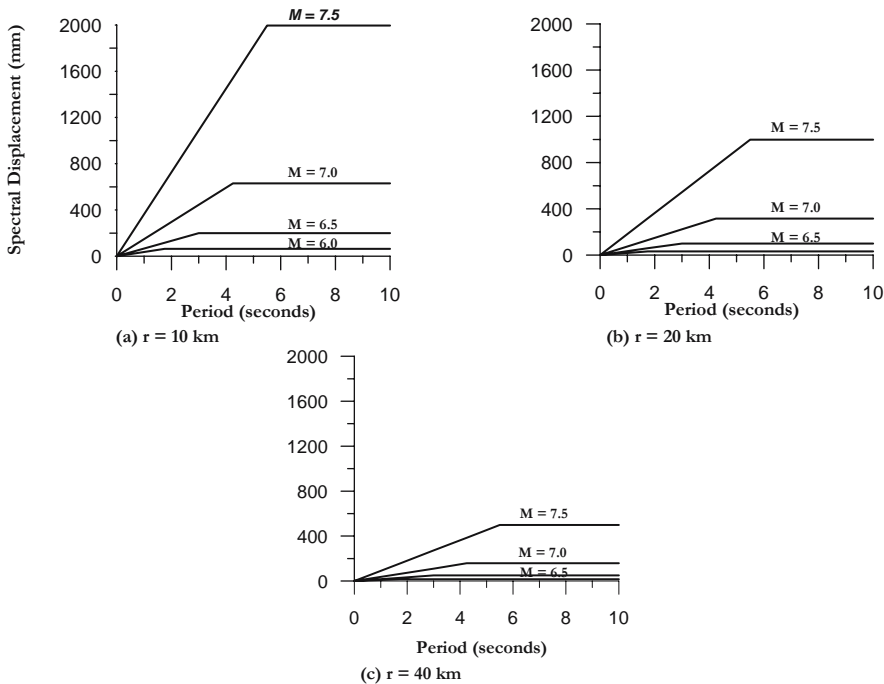 Spectral Displacement (mm)
2000
1600
1200
800
400
0
M = 7.5
M = 7.0
M = 6.5
M = 6.0
0 2 4 6 8 10
Period (seconds)
(a) r = 10 km
2000
1600
1200
800
400
0
M = 7.5
M = 7.0
M = 6.5
0 2 4 6 8 10
Period (seconds)
(b) r = 20 km
2000
1600
1200
800
400
0
M = 7.5
M = 7.0
M = 6.5
0 2 4 6 8 10
Period (seconds)
(c) r = 40 km